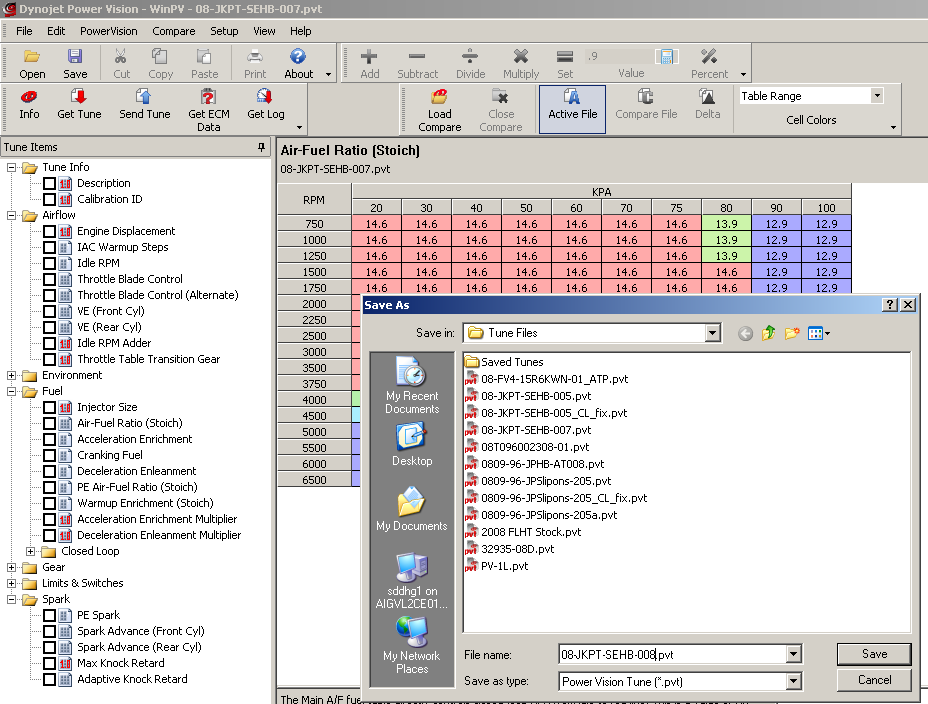 Dynojet Power Vision - WinPV - 08-JKPT-SEHB-007.pvt
File Edit PowerVision Compare Setup View Help
Open Save Cut Copy Paste Print About Add Subtract Divide Multiply Set .9 Value Percent
Info Get Tune Send Tune Get ECM Data Get Log Load Compare Close Compare Active File Compare File Delta Table Range Cell Colors
Tune Items
Tune Info
Description
Calibration ID
Airflow
Engine Displacement
IAC Warmup Steps
Idle RPM
Throttle Blade Control
Throttle Blade Control (Alternate)
VE (Front Cyl)
VE (Rear Cyl)
Idle RPM Adder
Throttle Table Transition Gear
Environment
Fuel
Injector Size
Air-Fuel Ratio (Stoich)
Acceleration Enrichment
Cranking Fuel
Deceleration Enleanment
PE Air-Fuel Ratio (Stoich)
Warmup Enrichment (Stoich)
Acceleration Enrichment Multiplier
Deceleration Enleanment Multiplier
Closed Loop
Gear
Limits & Switches
Spark
PE Spark
Spark Advance (Front Cyl)
Spark Advance (Rear Cyl)
Max Knock Retard
Adaptive Knock Retard
Air-Fuel Ratio (Stoich)
08-JKPT-SEHB-007.pvt
RPM KPA
20 30 40 50 60 70 75 80 90 100
750 14.6 14.6 14.6 14.6 14.6 14.6 14.6 13.9 12.9 12.9
1000 14.6 14.6 14.6 14.6 14.6 14.6 14.6 13.9 12.9 12.9
1250 14.6 14.6 14.6 14.6 14.6 14.6 14.6 13.9 12.9 12.9
1500 14.6 14.6 14.6 14.6 14.6 14.6 14.6 14.6 12.9 12.9
1750 14.6 14.6 14.6 14.6 14.6 14.6 14.6 14.6 12.9 12.9
2000
2250
2500
3000
3500
3750
4000
4500
5000
5500
6000
6500
Save As
Save in: Tune Files
My Recent
Documents
Desktop
My Documents
sddhg1 on
AIGVL2CE01...
My Network
Places
Saved Tunes
08-FV4-15R6KWN-01_ATP.pvt
08-JKPT-SEHB-005.pvt
08-JKPT-SEHB-005_CL_fix.pvt
08-JKPT-SEHB-007.pvt
08T096002308-01.pvt
0809-96-JPHB-AT008.pvt
0809-96-JPSlipons-205.pvt
0809-96-JPSlipons-205_CL_fix.pvt
0809-96-JPSlipons-205a.pvt
2008 FLHT Stock.pvt
32935-08D.pvt
PV-1L.pvt
File name: 08-JKPT-SEHB-008.pvt Save
Save as type: Power Vision Tune (*.pvt) Cancel
The Main A/F fuel